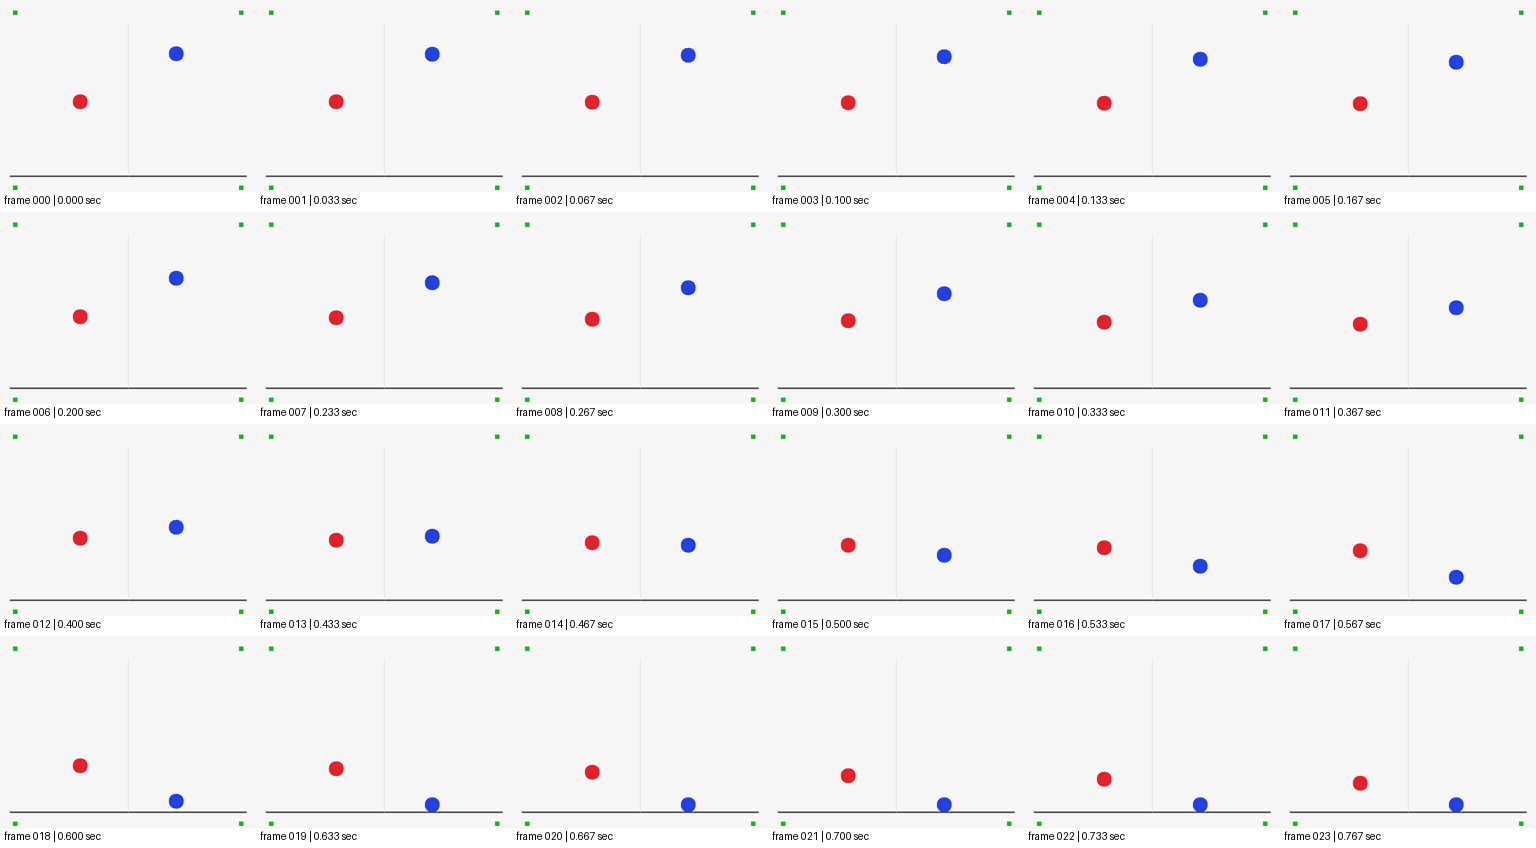 frame 000 | 0.000 sec
frame 001 | 0.033 sec
frame 002 | 0.067 sec
frame 003 | 0.100 sec
frame 004 | 0.133 sec
frame 005 | 0.167 sec
frame 006 | 0.200 sec
frame 007 | 0.233 sec
frame 008 | 0.267 sec
frame 009 | 0.300 sec
frame 010 | 0.333 sec
frame 011 | 0.367 sec
frame 012 | 0.400 sec
frame 013 | 0.433 sec
frame 014 | 0.467 sec
frame 015 | 0.500 sec
frame 016 | 0.533 sec
frame 017 | 0.567 sec
frame 018 | 0.600 sec
frame 019 | 0.633 sec
frame 020 | 0.667 sec
frame 021 | 0.700 sec
frame 022 | 0.733 sec
frame 023 | 0.767 sec